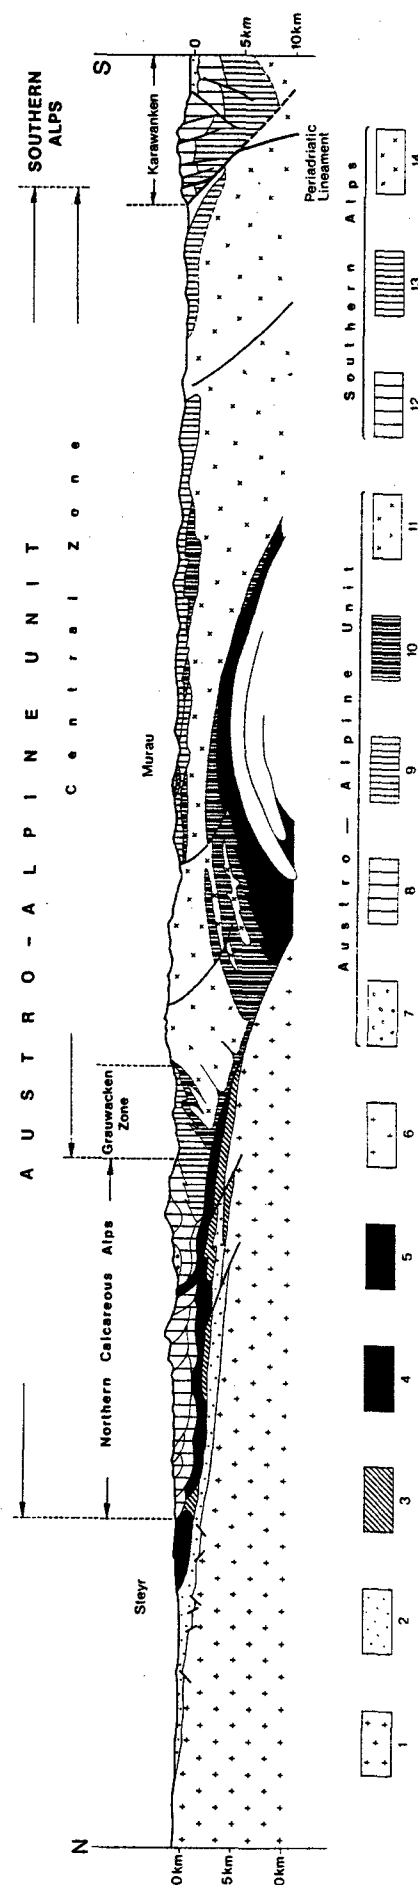 SOUTHERN
ALPS
AUSTRO–ALPINE UNIT
Central Zone
Northern Calcareous Alps
Grauwacken
Zone
Karawanken
N
S
Steyr
Murau
0km
5km
0km
0
5km
10km
Periadriatic
Lineament
Austro–Alpine Unit
Southern Alps
1 2 3 4 5 6 7 8 9 10 11 12 13 14